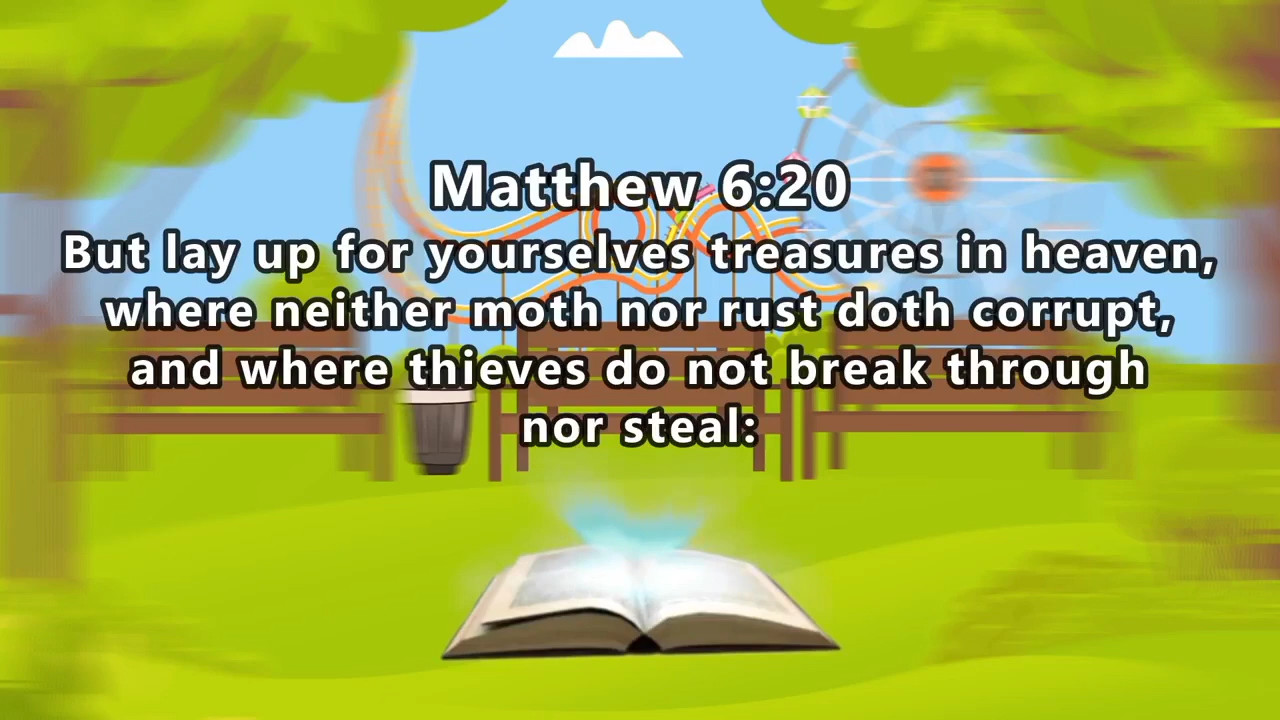 Matthew 6:20
But lay up for yourselves treasures in heaven,
where neither moth nor rust doth corrupt,
and where thieves do not break through
nor steal: